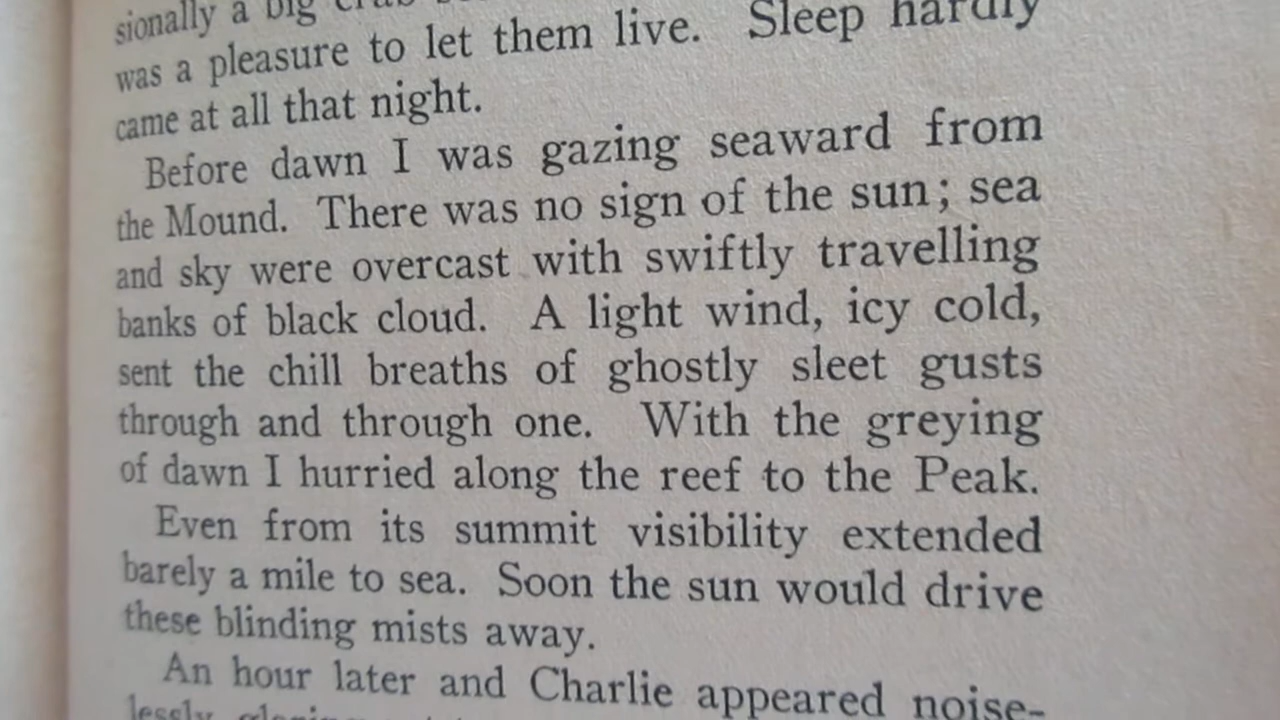 sionally a big
was a pleasure to let them live. Sleep hardly
came at all that night.
Before dawn I was gazing seaward from
the Mound. There was no sign of the sun; sea
and sky were overcast with swiftly travelling
banks of black cloud. A light wind, icy cold,
sent the chill breaths of ghostly sleet gusts
through and through one. With the greying
of dawn I hurried along the reef to the Peak.
Even from its summit visibility extended
barely a mile to sea. Soon the sun would drive
these blinding mists away.
An hour later and Charlie appeared noise-
lessly